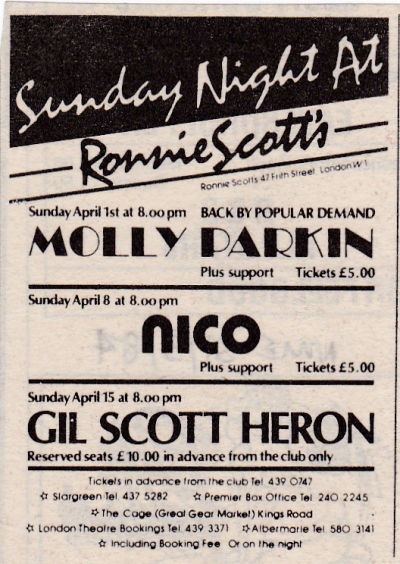 Sunday Night At
Ronnie Scott's
Ronnie Scott's 47 Frith Street London W1
Sunday April 1st at 8.00 pm BACK BY POPULAR DEMAND
MOLLY PARKIN
Plus support Tickets £5.00
Sunday April 8 at 8.00 pm
NICO
Plus support Tickets £5.00
Sunday April 15 at 8.00 pm
GIL SCOTT HERON
Reserved seats £10.00 in advance from the club only
Tickets in advance from the club Tel. 439 0747
☆ Stargreen Tel. 437 5282 ☆ Premier Box Office Tel. 240 2245
☆ The Cage (Great Gear Market) Kings Road
☆ London Theatre Bookings Tel. 439 3371 ☆ Albermarle Tel. 580 3141
☆ Including Booking Fee Or on the night